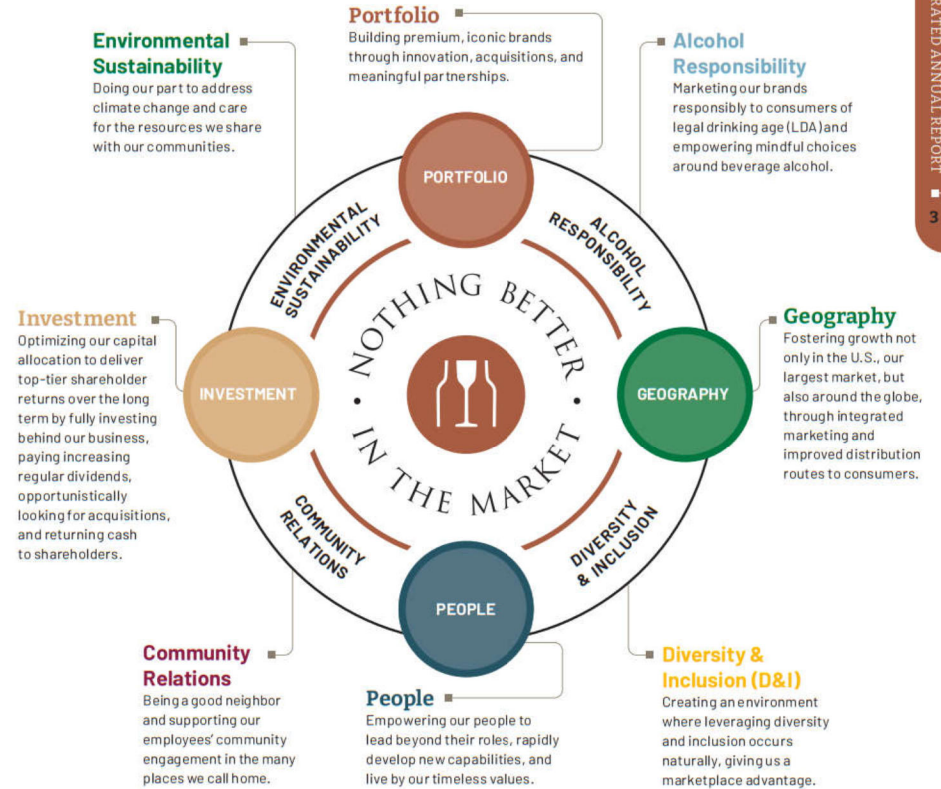 Portfolio
Building premium, iconic brands
through innovation, acquisitions, and
meaningful partnerships.
Environmental
Sustainability
Doing our part to address
climate change and care
for the resources we share
with our communities.
Alcohol
Responsibility
Marketing our brands
responsibly to consumers of
legal drinking age (LDA) and
empowering mindful choices
around beverage alcohol.
RATED ANNUAL REPORT
3
PORTFOLIO
ENVIRONMENTAL
SUSTAINABILITY
ALCOHOL
RESPONSIBILITY
NOTHING BETTER
IN THE MARKET
Investment
Optimizing our capital
allocation to deliver
top-tier shareholder
returns over the long
term by fully investing
behind our business,
paying increasing
regular dividends,
opportunistically
looking for acquisitions,
and returning cash
to shareholders.
INVESTMENT
GEOGRAPHY
Geography
Fostering growth not
only in the U.S., our
largest market, but
also around the globe,
through integrated
marketing and
improved distribution
routes to consumers.
COMMUNITY
RELATIONS
DIVERSITY
& INCLUSION
PEOPLE
Community
Relations
Being a good neighbor
and supporting our
employees' community
engagement in the many
places we call home.
People
Empowering our people to
lead beyond their roles, rapidly
develop new capabilities, and
live by our timeless values.
Diversity &
Inclusion (D&I)
Creating an environment
where leveraging diversity
and inclusion occurs
naturally, giving us a
marketplace advantage.